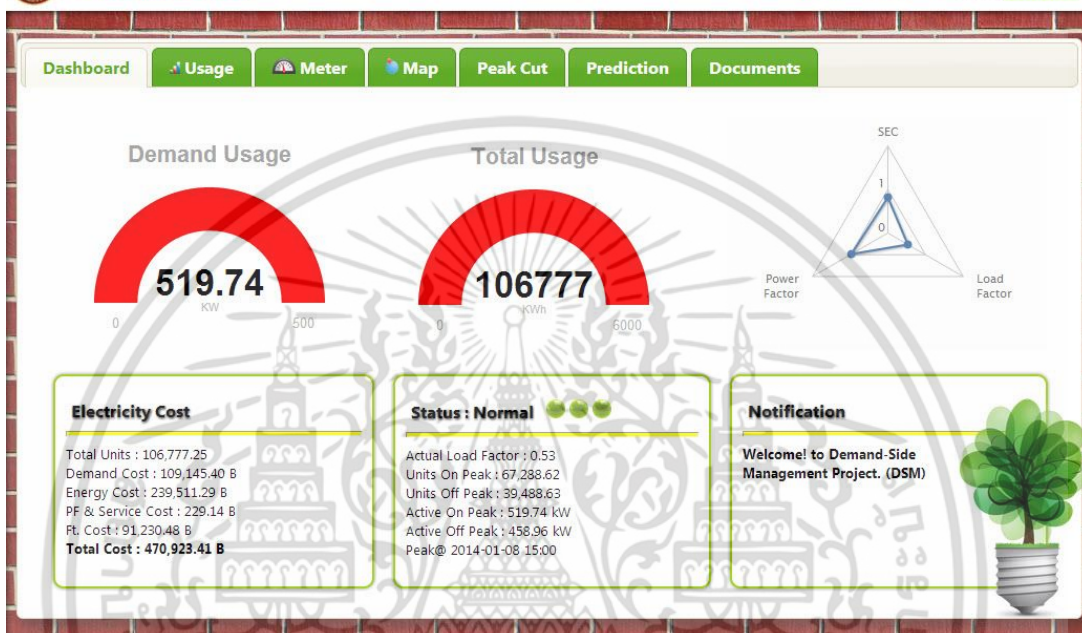 Dashboard
Usage
Meter
Map
Peak Cut
Prediction
Documents
Demand Usage
519.74
KW
0
500
Total Usage
106777
KWh
0
6000
SEC
1
0
Power
Factor
Load
Factor
Electricity Cost
Total Units : 106,777.25
Demand Cost : 109,145.40 B
Energy Cost : 239,511.29 B
PF & Service Cost : 229.14 B
Ft. Cost : 91,230.48 B
Total Cost : 470,923.41 B
Status : Normal
Actual Load Factor : 0.53
Units On Peak : 67,288.62
Units Off Peak : 39,488.63
Active On Peak : 519.74 kW
Active Off Peak : 458.96 kW
Peak@ 2014-01-08 15:00
Notification
Welcome! to Demand-Side
Management Project. (DSM)